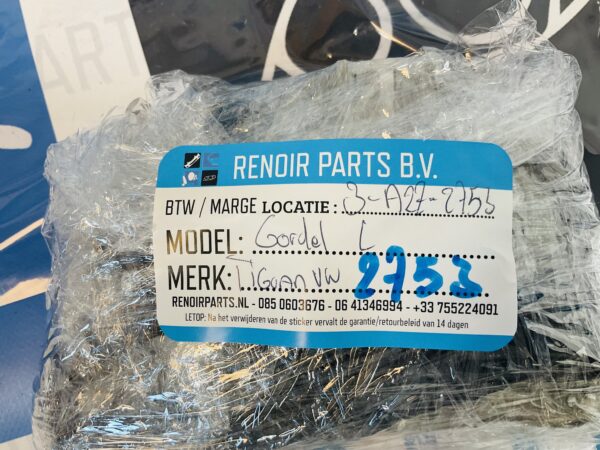 ART
RENOIR PARTS B.V.
BTW / MARGE LOCATIE : 3-A27-2753
MODEL: Gordel L
MERK: Tiguan VW 2753
RENOIRPARTS.NL - 085 0603676 - 06 41346994 - +33 755224091
LETOP: Na het verwijderen van de sticker vervalt de garantie/retourbeleid van 14 dagen